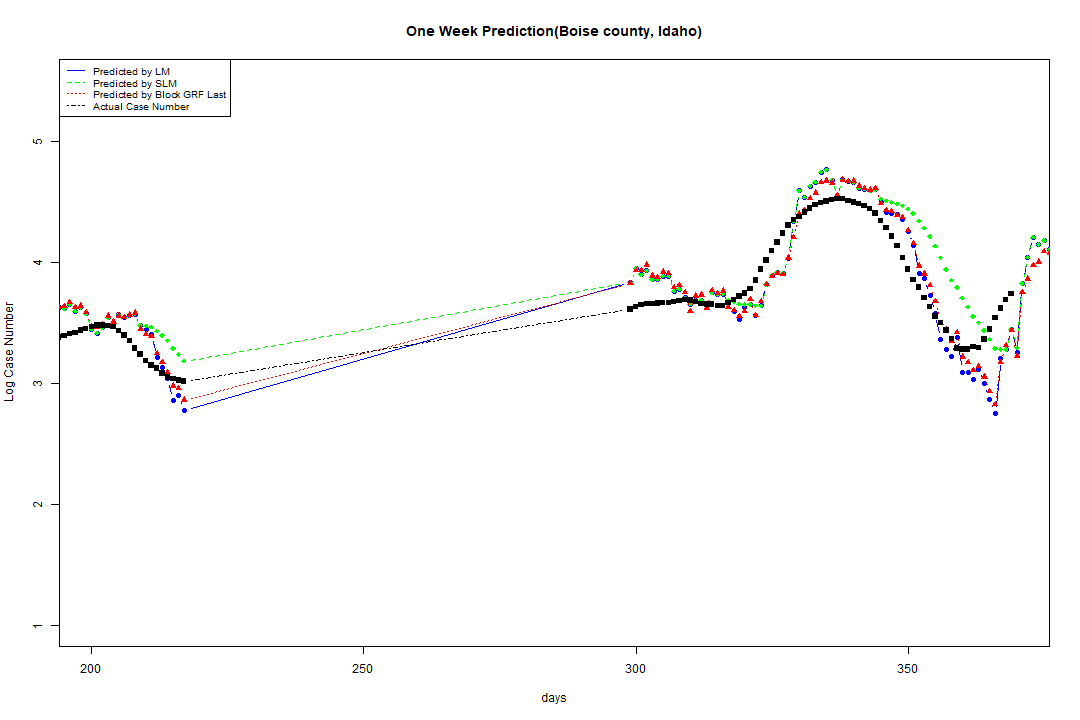 One Week Prediction(Boise county, Idaho)
Predicted by LM
Predicted by SLM
Predicted by Block GRF Last
Actual Case Number
5
4
3
2
1
Log Case Number
200
250
300
350
days